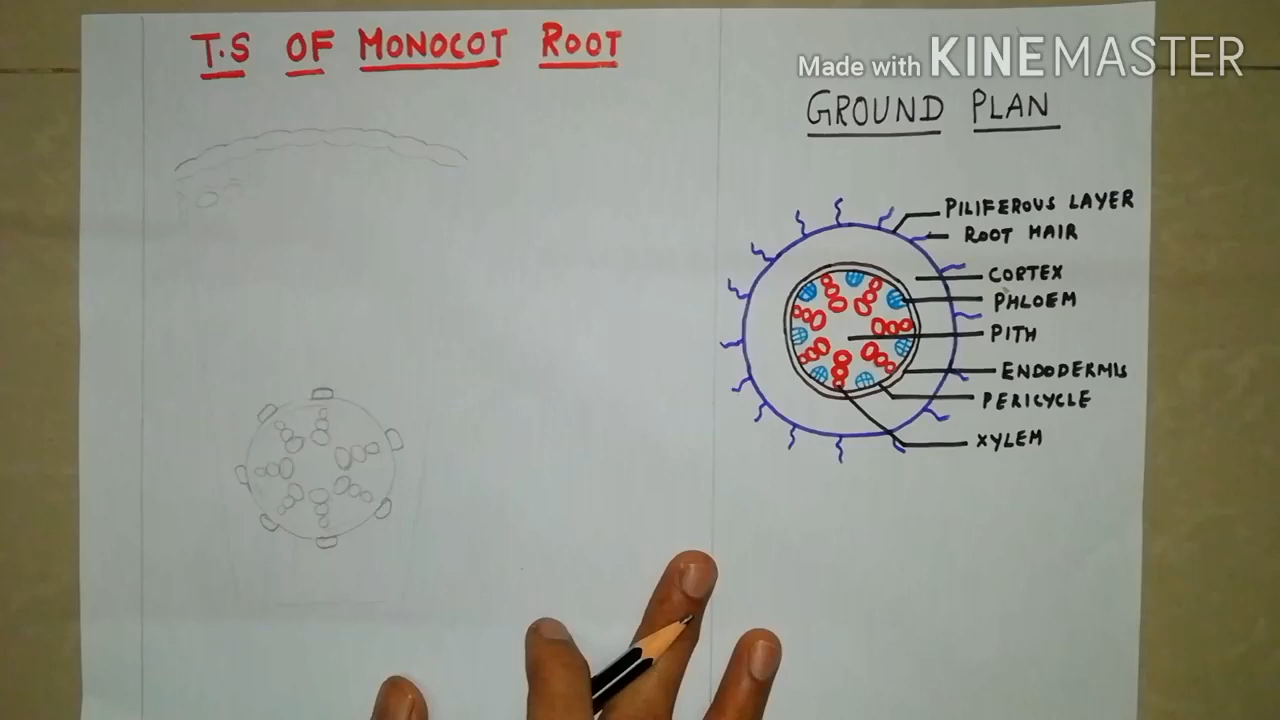 T.S OF MONOCOT ROOT
Made with KINEMASTER
GROUND PLAN
PILIFEROUS LAYER
ROOT HAIR
CORTEX
PHLOEM
PITH
ENDODERMIS
PERICYCLE
XYLEM